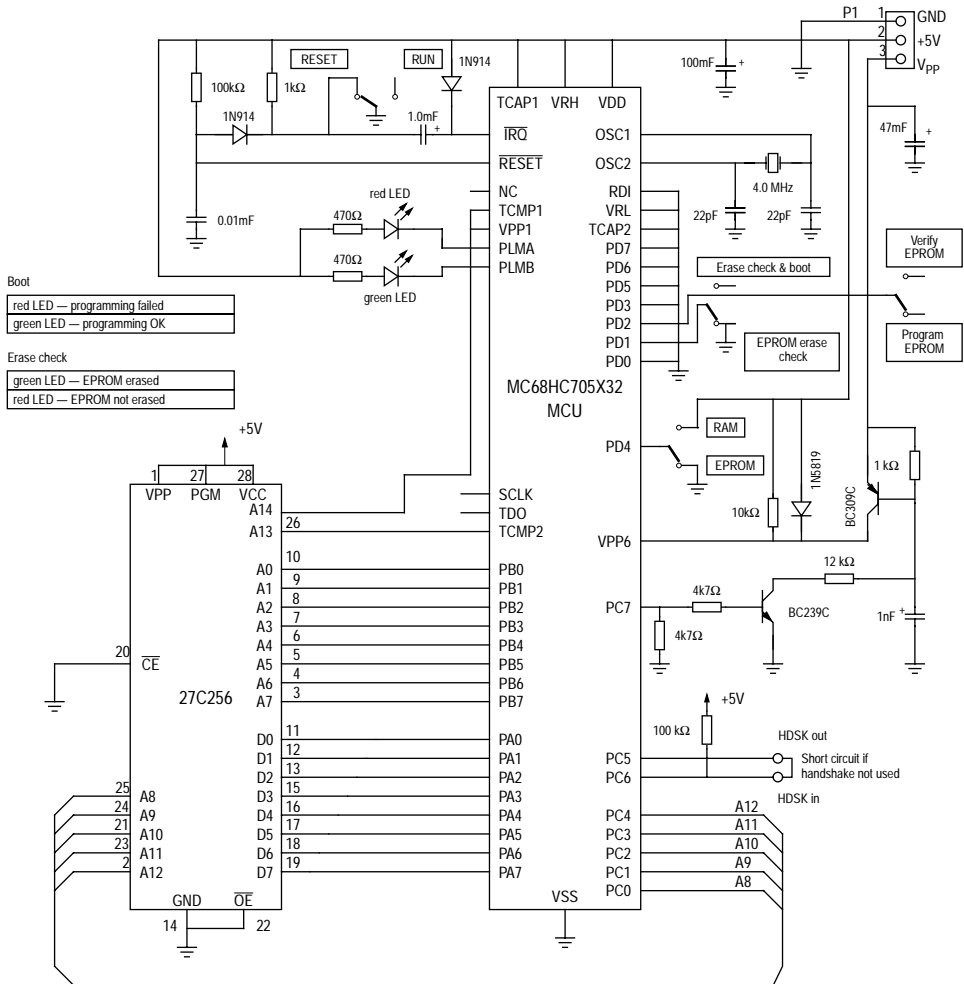 P1
1
GND
2
+5V
3
VPP
RESET
RUN
1N914
100mF
+
100kΩ
1kΩ
1N914
1.0mF
+
47mF
+
TCAP1
VRH
VDD
IRQ
OSC1
RESET
OSC2
4.0 MHz
22pF
22pF
0.01mF
NC
RDI
TCMP1
VRL
VPP1
TCAP2
PLMA
PD7
PLMB
PD6
PD5
PD3
PD2
PD1
PD0
red LED
470Ω
470Ω
green LED
Verify
EPROM
Erase check & boot
Program
EPROM
EPROM erase
check
Boot
red LED — programming failed
green LED — programming OK
Erase check
green LED — EPROM erased
red LED — EPROM not erased
MC68HC705X32
MCU
PD4
RAM
EPROM
1N5819
10kΩ
BC309C
1 kΩ
+5V
1
27
28
VPP
PGM
VCC
A14
A13
26
SCLK
TDO
TCMP2
VPP6
12 kΩ
A0
10
PB0
A1
9
PB1
A2
8
PB2
A3
7
PB3
A4
6
PB4
A5
5
PB5
A6
4
PB6
A7
3
PB7
PC7
4k7Ω
4k7Ω
BC239C
1nF
+
20
CE
27C256
+5V
100 kΩ
HDSK out
Short circuit if
handshake not used
HDSK in
D0
11
PA0
D1
12
PA1
PC5
D2
13
PA2
PC6
D3
15
PA3
D4
16
PA4
PC4
A12
D5
17
PA5
PC3
A11
D6
18
PA6
PC2
A10
D7
19
PA7
PC1
A9
PC0
A8
25
A8
24
A9
21
A10
23
A11
2
A12
GND
OE
14
22
VSS